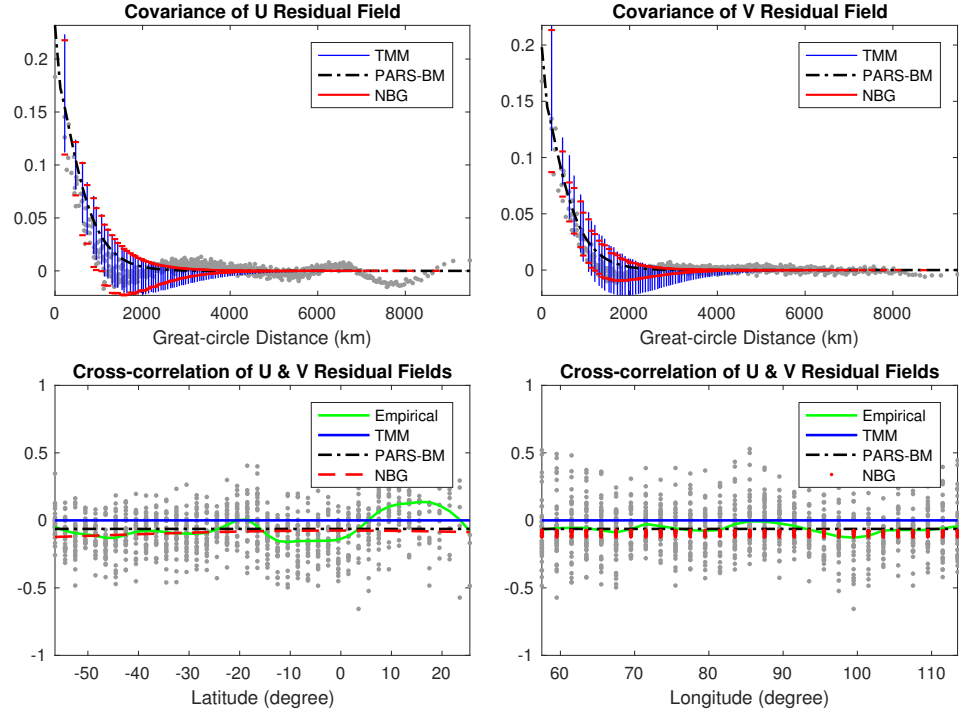 Covariance of U Residual Field
0.2
0.15
0.1
0.05
0
TMM
PARS-BM
NBG
0 2000 4000 6000 8000
Great-circle Distance (km)
Covariance of V Residual Field
0.2
0.15
0.1
0.05
0
TMM
PARS-BM
NBG
0 2000 4000 6000 8000
Great-circle Distance (km)
Cross-correlation of U & V Residual Fields
1
0.5
0
-0.5
-1
Empirical
TMM
PARS-BM
NBG
-50 -40 -30 -20 -10 0 10 20
Latitude (degree)
Cross-correlation of U & V Residual Fields
1
0.5
0
-0.5
-1
Empirical
TMM
PARS-BM
NBG
60 70 80 90 100 110
Longitude (degree)